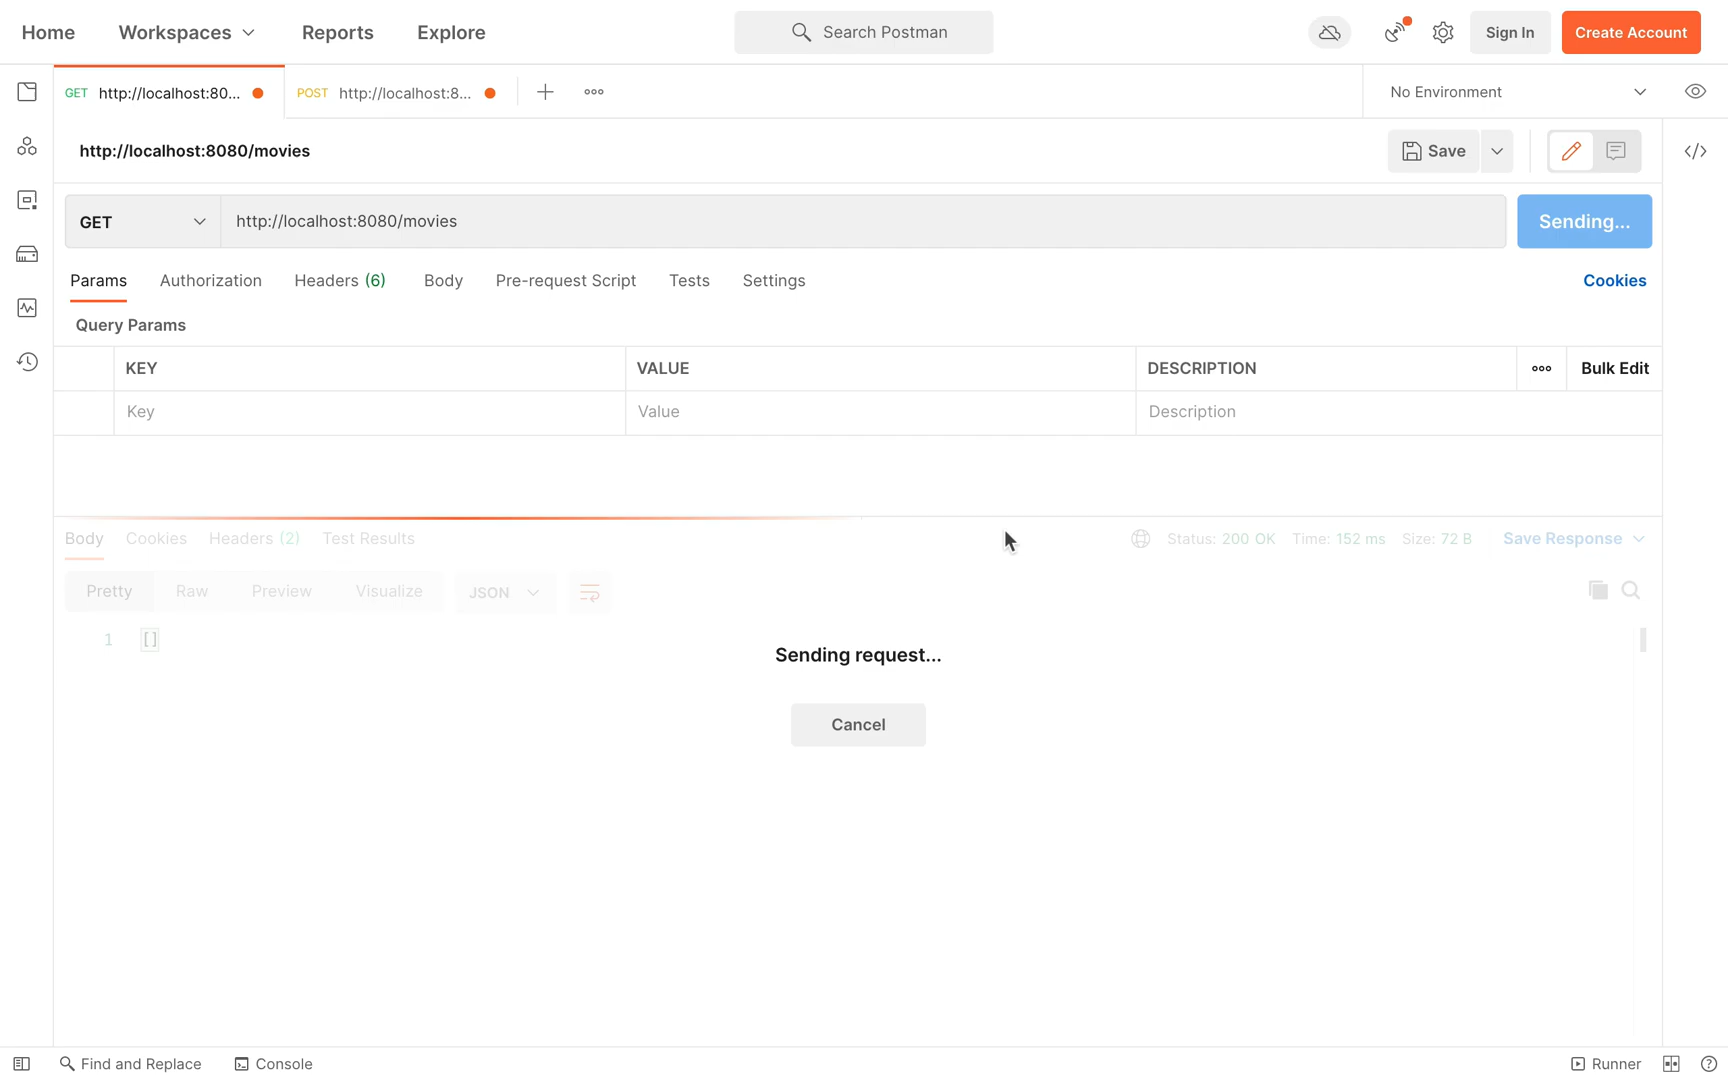 Home Workspaces Reports Explore Search Postman Sign In Create Account
GET http://localhost:80... POST http://localhost:8... No Environment
http://localhost:8080/movies Save
GET http://localhost:8080/movies Sending...
Params Authorization Headers (6) Body Pre-request Script Tests Settings Cookies
Query Params
KEY VALUE DESCRIPTION Bulk Edit
Key Value Description
Body Cookies Headers (2) Test Results Status: 200 OK Time: 152 ms Size: 72 B Save Response
Pretty Raw Preview Visualize JSON
1 []
Sending request...
Cancel
Find and Replace Console Runner